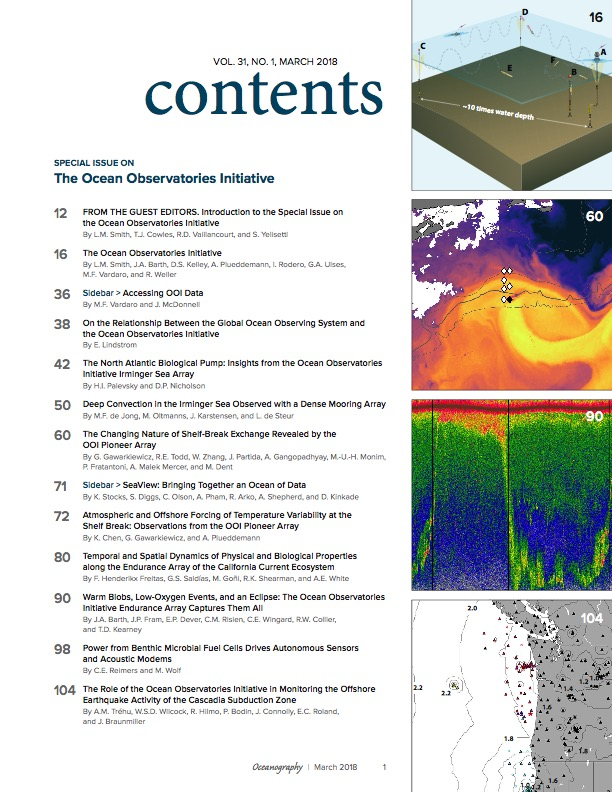 VOL. 31, NO. 1, MARCH 2018
contents
SPECIAL ISSUE ON
The Ocean Observatories Initiative
12 FROM THE GUEST EDITORS. Introduction to the Special Issue on
the Ocean Observatories Initiative
By L.M. Smith, T.J. Cowles, R.D. Vaillancourt, and S. Yelisetti
16 The Ocean Observatories Initiative
By L.M. Smith, J.A. Barth, D.S. Kelley, A. Plueddemann, I. Rodero, G.A. Ulses,
M.F. Vardaro, and R. Weller
36 Sidebar > Accessing OOI Data
By M.F. Vardaro and J. McDonnell
38 On the Relationship Between the Global Ocean Observing System and
the Ocean Observatories Initiative
By E. Lindstrom
42 The North Atlantic Biological Pump: Insights from the Ocean Observatories
Initiative Irminger Sea Array
By H.I. Palevsky and D.P. Nicholson
50 Deep Convection in the Irminger Sea Observed with a Dense Mooring Array
By M.F. de Jong, M. Oltmanns, J. Karstensen, and L. de Steur
60 The Changing Nature of Shelf-Break Exchange Revealed by the
OOI Pioneer Array
By G. Gawarkiewicz, R.E. Todd, W. Zhang, J. Partida, A. Gangopadhyay, M.-U.-H. Monim,
P. Fratantoni, A. Malek Mercer, and M. Dent
71 Sidebar > SeaView: Bringing Together an Ocean of Data
By K. Stocks, S. Diggs, C. Olson, A. Pham, R. Arko, A. Shepherd, and D. Kinkade
72 Atmospheric and Offshore Forcing of Temperature Variability at the
Shelf Break: Observations from the OOI Pioneer Array
By K. Chen, G. Gawarkiewicz, and A. Plueddemann
80 Temporal and Spatial Dynamics of Physical and Biological Properties
along the Endurance Array of the California Current Ecosystem
By F. Henderikx Freitas, G.S. Saldías, M. Goñi, R.K. Shearman, and A.E. White
90 Warm Blobs, Low-Oxygen Events, and an Eclipse: The Ocean Observatories
Initiative Endurance Array Captures Them All
By J.A. Barth, J.P. Fram, E.P. Dever, C.M. Risien, C.E. Wingard, R.W. Collier,
and T.D. Kearney
98 Power from Benthic Microbial Fuel Cells Drives Autonomous Sensors
and Acoustic Modems
By C.E. Reimers and M. Wolf
104 The Role of the Ocean Observatories Initiative in Monitoring the Offshore
Earthquake Activity of the Cascadia Subduction Zone
By A.M. Tréhu, W.S.D. Wilcock, R. Hilmo, P. Bodin, J. Connolly, E.C. Roland,
and J. Braunmiller
Oceanography | March 2018 1
16
D
C
A
F
E
B
~10 times water depth
60
90
104
2.0
2.2
2.2
1.2
1.4
1.6
1.8
1.8
1.6